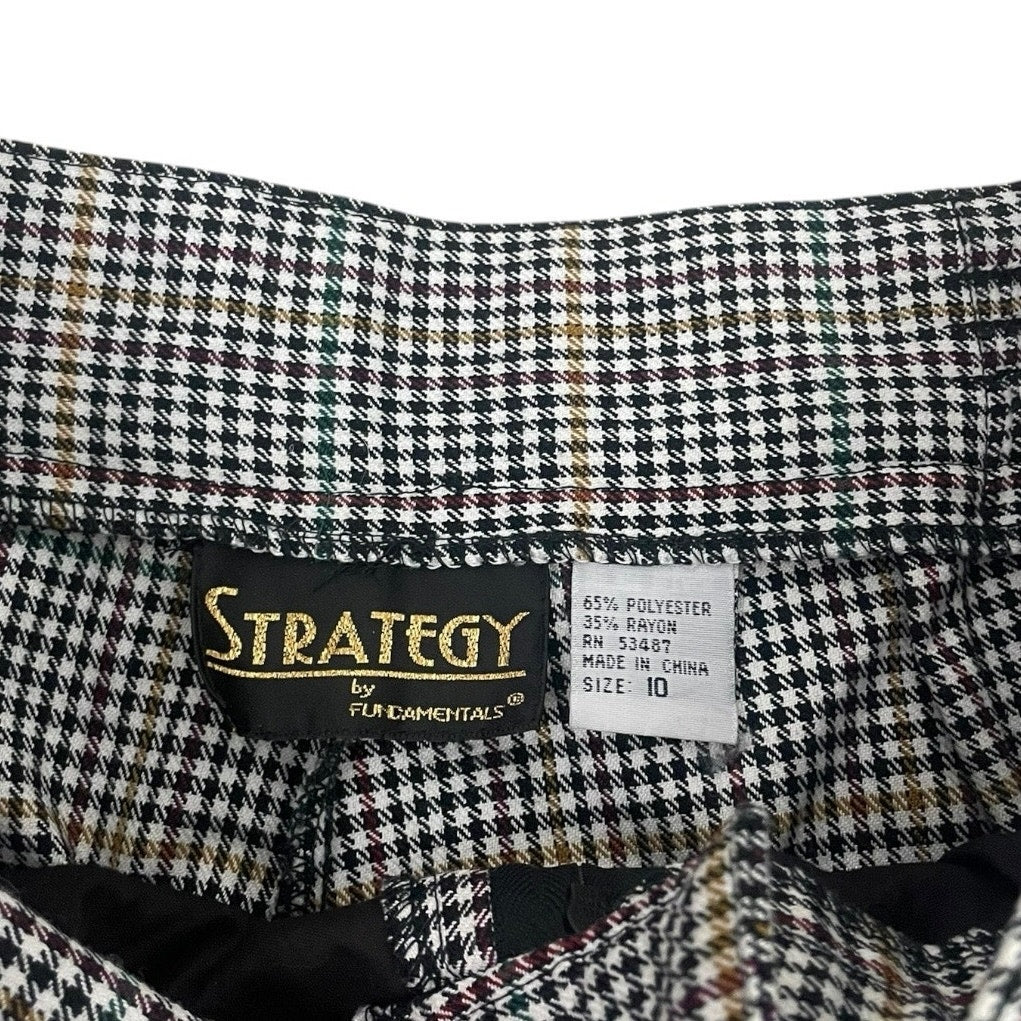 STRATEGY
by
FUNDAMENTALS®
65% POLYESTER
35% RAYON
RN 53487
MADE IN CHINA
SIZE: 10